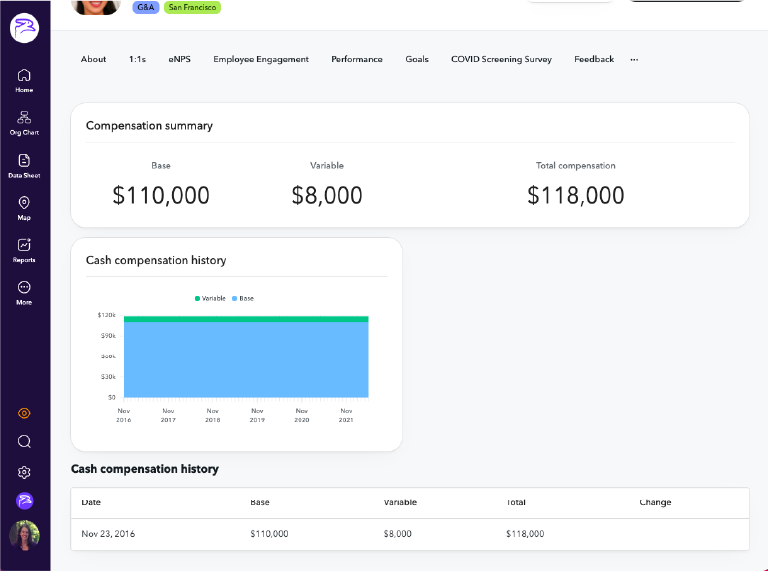 G&A San Francisco
About 1:1s eNPS Employee Engagement Performance Goals COVID Screening Survey Feedback ...
Home
Org Chart
Data Sheet
Map
Reports
More
Compensation summary
Base Variable Total compensation
$110,000 $8,000 $118,000
Cash compensation history
Variable Base
$120k
$90k
$60k
$30k
$0
Nov 2016
Nov 2017
Nov 2018
Nov 2019
Nov 2020
Nov 2021
Cash compensation history
Date Base Variable Total Change
Nov 23, 2016 $110,000 $8,000 $118,000